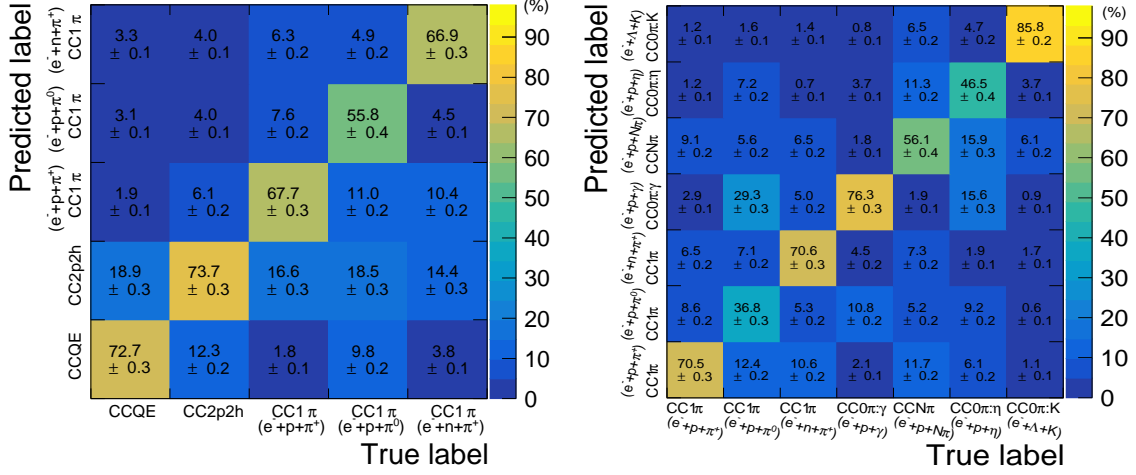 (%)
90
80
70
60
50
40
30
20
10
0
Predicted label
(e⁻+n+π⁺)
CC1 π
3.3 4.0 6.3 4.9 66.9
± 0.1 ± 0.1 ± 0.2 ± 0.2 ± 0.3
(e⁻+p+π⁰)
CC1 π
3.1 4.0 7.6 55.8 4.5
± 0.1 ± 0.1 ± 0.2 ± 0.4 ± 0.1
(e⁻+p+π⁺)
CC1 π
1.9 6.1 67.7 11.0 10.4
± 0.1 ± 0.1 ± 0.3 ± 0.2 ± 0.2
CC2p2h
18.9 73.7 16.6 18.5 14.4
± 0.3 ± 0.3 ± 0.3 ± 0.3 ± 0.3
CCQE
72.7 12.3 1.8 9.8 3.8
± 0.3 ± 0.2 ± 0.1 ± 0.2 ± 0.1
CCQE CC2p2h CC1 π CC1 π CC1 π
(e⁻+p+π⁺) (e⁻+p+π⁰) (e⁻+n+π⁺)
True label
(%)
90
80
70
60
50
40
30
20
10
0
Predicted label
(e⁻+Λ+K)
CC0π:K
1.2 1.6 1.4 0.8 6.5 4.7 85.8
± 0.1 ± 0.1 ± 0.1 ± 0.1 ± 0.2 ± 0.1 ± 0.2
(e⁻+p+η)
CC0π:η
1.2 7.2 0.7 3.7 11.3 46.5 3.7
± 0.1 ± 0.2 ± 0.1 ± 0.1 ± 0.2 ± 0.4 ± 0.1
(e⁻+p+Nπ)
CCNπ
9.1 5.6 6.5 1.8 56.1 15.9 6.1
± 0.2 ± 0.2 ± 0.2 ± 0.1 ± 0.4 ± 0.3 ± 0.2
(e⁻+p+γ)
CC0π:γ
2.9 29.3 5.0 76.3 1.9 15.6 0.9
± 0.1 ± 0.3 ± 0.2 ± 0.3 ± 0.1 ± 0.3 ± 0.1
(e⁻+n+π⁺)
CC1π
6.5 7.1 70.6 4.5 7.3 1.9 1.7
± 0.2 ± 0.2 ± 0.3 ± 0.2 ± 0.2 ± 0.1 ± 0.1
(e⁻+p+π⁰)
CC1π
8.6 36.8 5.3 10.8 5.2 9.2 0.6
± 0.2 ± 0.3 ± 0.2 ± 0.2 ± 0.2 ± 0.2 ± 0.1
(e⁻+p+π⁺)
CC1π
70.5 12.4 10.6 2.1 11.7 6.1 1.1
± 0.3 ± 0.2 ± 0.2 ± 0.1 ± 0.2 ± 0.1 ± 0.1
CC1π CC1π CC1π CC0π:γ CCNπ CC0π:η CC0π:K
(e⁻+p+π⁺) (e⁻+p+π⁰) (e⁻+n+π⁺) (e⁻+p+γ) (e⁻+p+Nπ) (e⁻+p+η) (e⁻+Λ+K)
True label